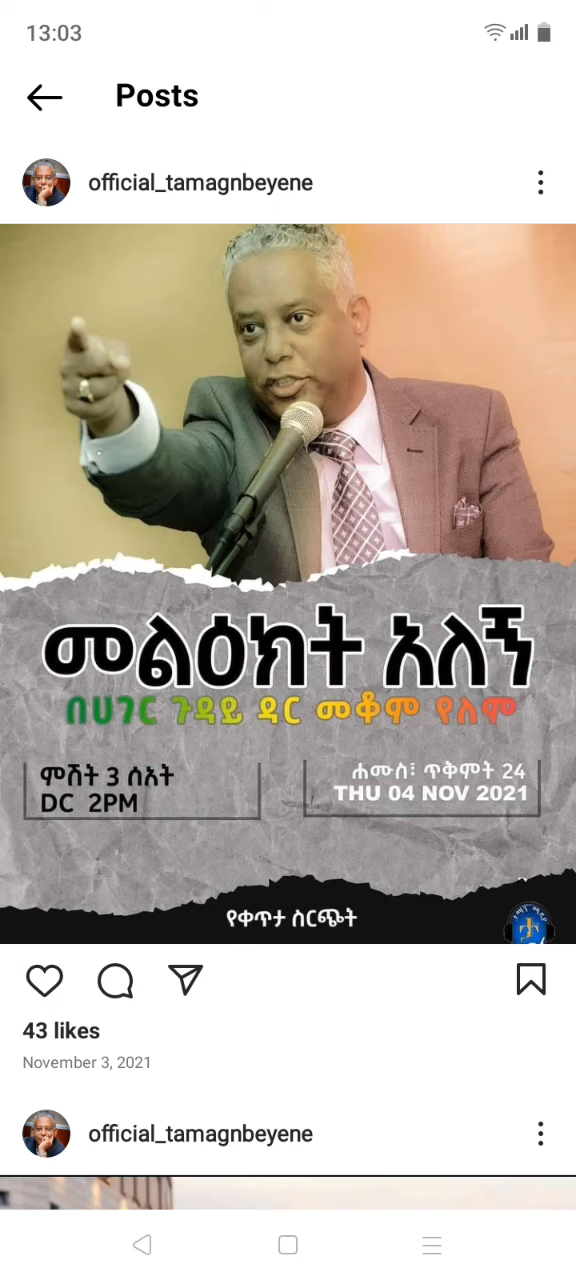 13:03
Posts
official_tamagnbeyene
መልዕክት አለኝ
በሀገር ጉዳይ ዳር መቆም የለም
ምሽት 3 ሰአት
DC 2PM
ሐሙስ፣ ጥቅምት 24
THU 04 NOV 2021
የቀጥታ ስርጭት
43 likes
November 3, 2021
official_tamagnbeyene